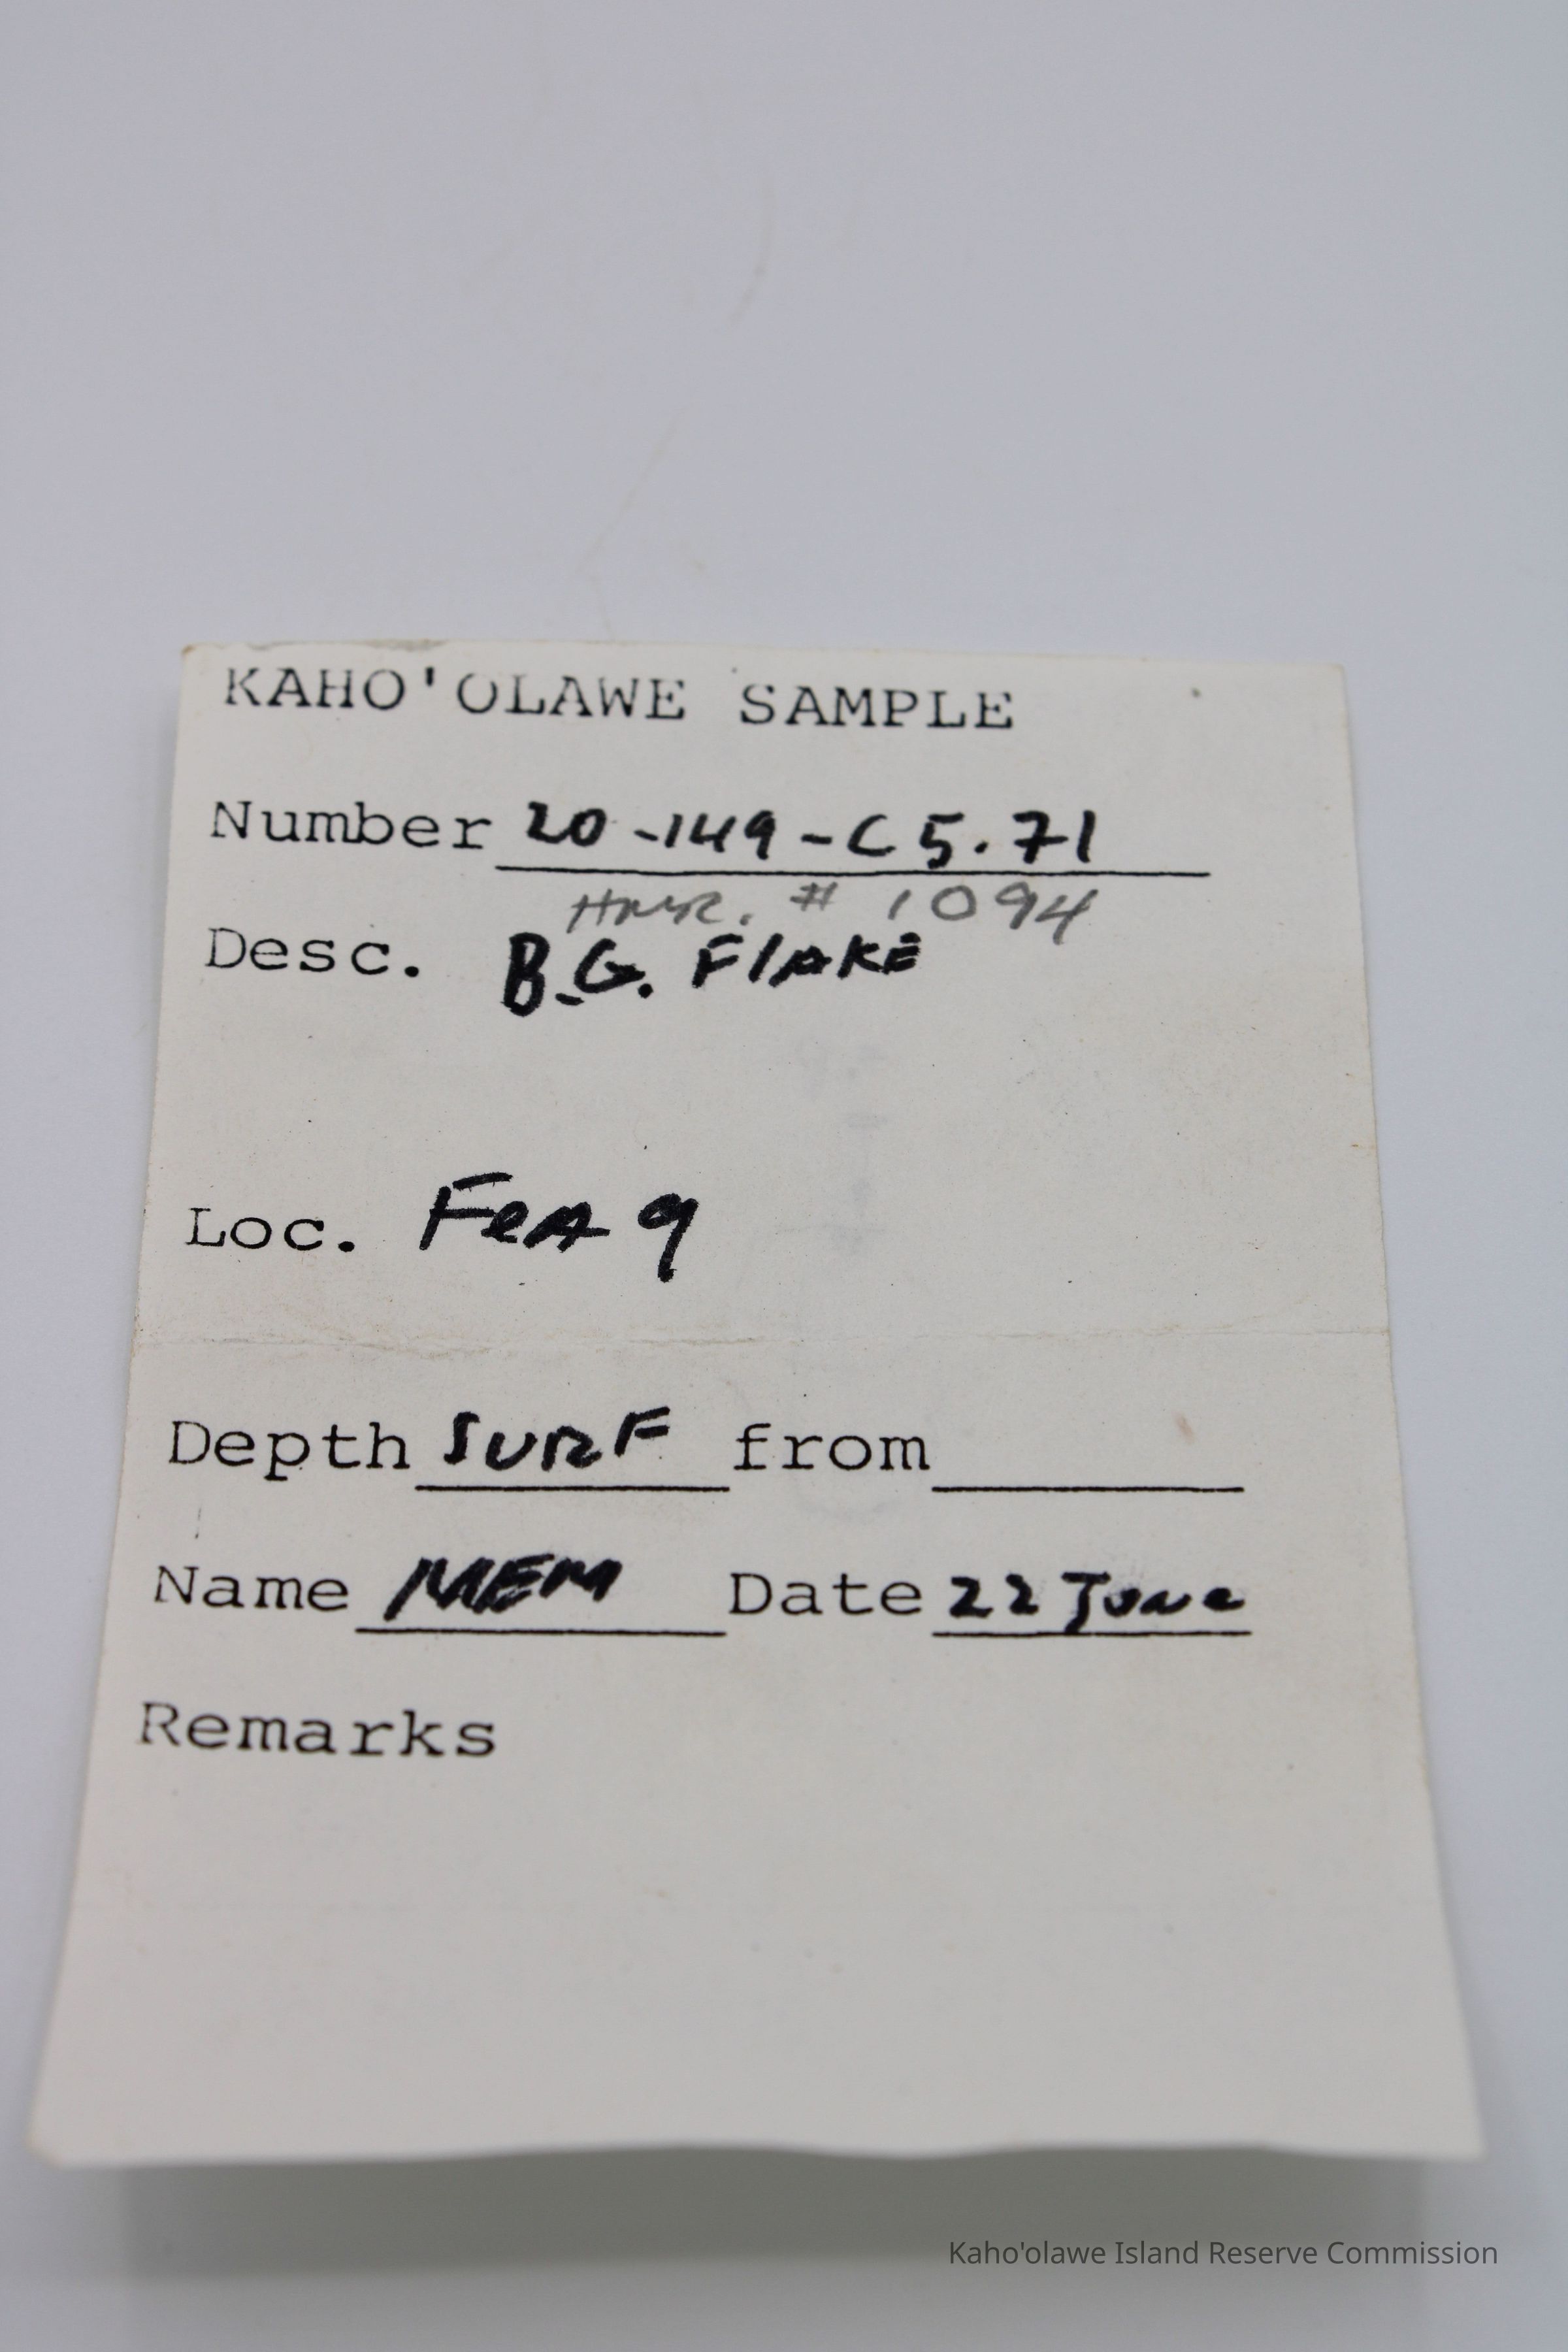 KAHO'OLAWE SAMPLE
Number 20-149-C5.71
# 1094
Desc. B.G. FlAKE
Loc. FeA 9
Depth SURF from
Name MEM Date 22 June
Remarks
Kaho'olawe Island Reserve Commission